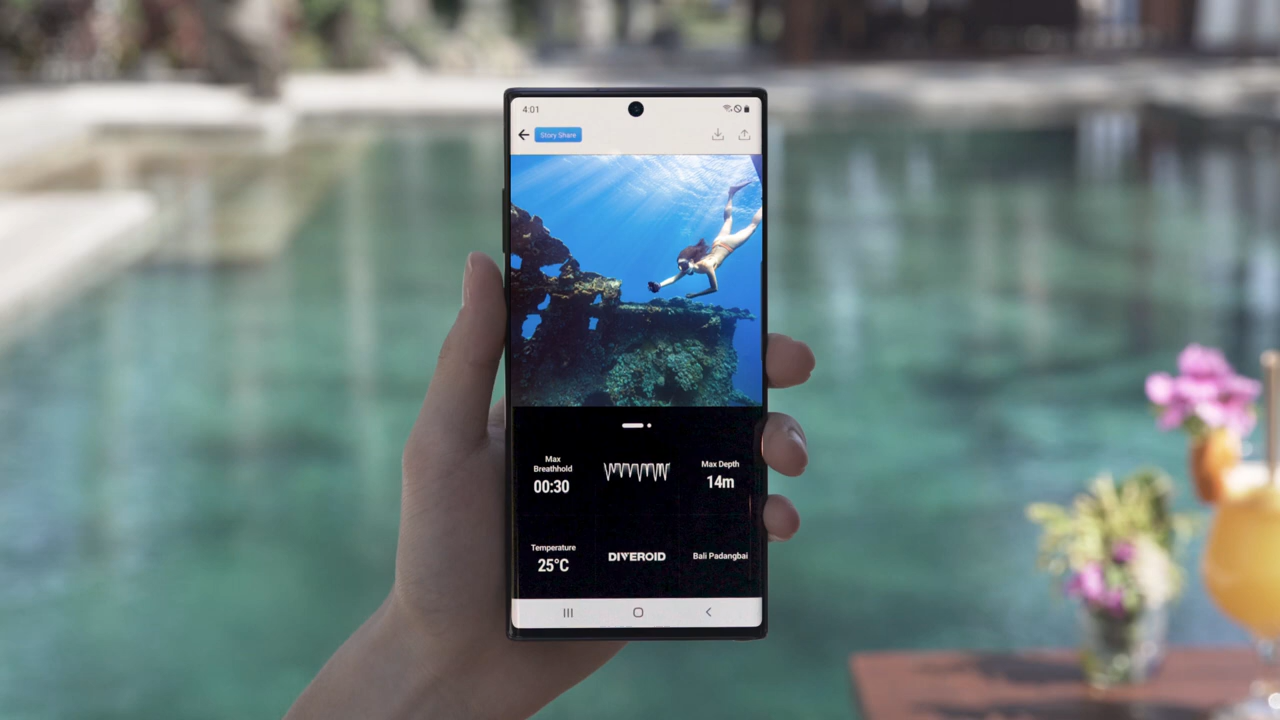 4:01
Story Share
Max
Breathhold
00:30
Max Depth
14m
Temperature
25°C
DIVEROID
Bali Padangbai